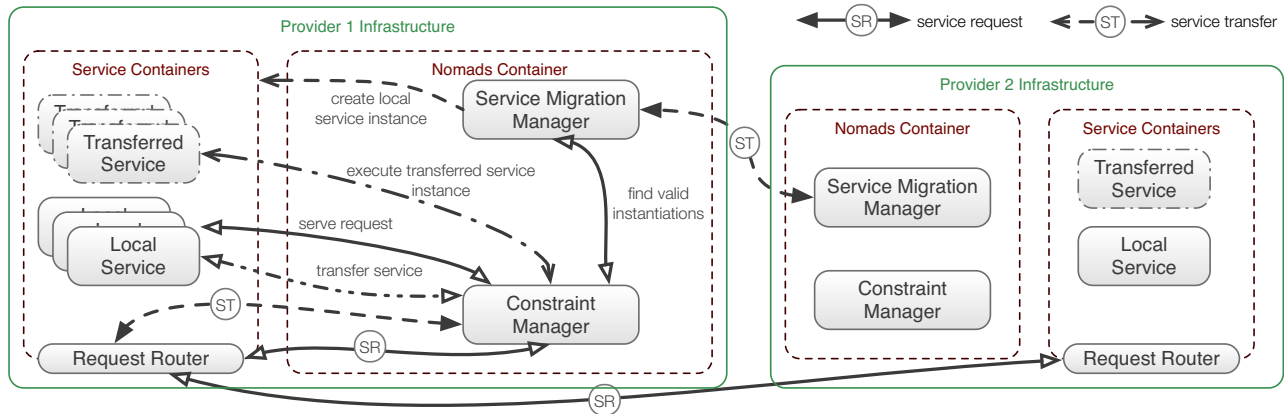 Provider 1 Infrastructure
SR
service request
ST
service transfer
Service Containers
Nomads Container
Transferred
Transferred
Transferred
Service
create local
service instance
Service Migration
Manager
execute transferred service
instance
find valid
instantiations
serve request
Local
Service
transfer service
ST
Constraint
Manager
Request Router
SR
ST
Provider 2 Infrastructure
Nomads Container
Service Containers
Service Migration
Manager
Transferred
Service
Constraint
Manager
Local
Service
Request Router
SR